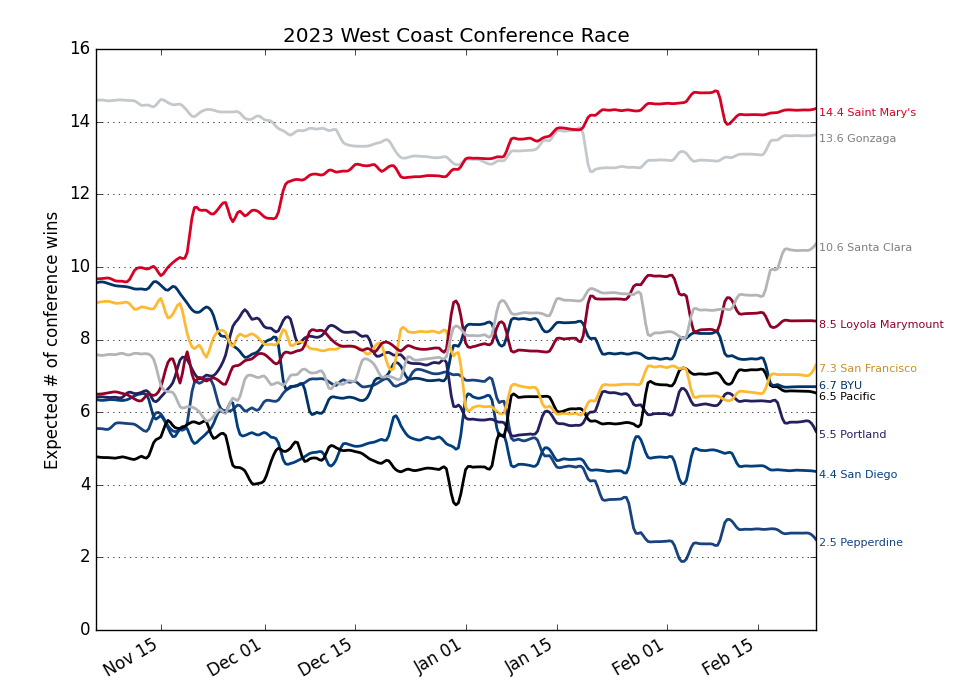 2023 West Coast Conference Race
Expected # of conference wins
16
14
12
10
8
6
4
2
0
Nov 15
Dec 01
Dec 15
Jan 01
Jan 15
Feb 01
Feb 15
14.4 Saint Mary's
13.6 Gonzaga
10.6 Santa Clara
8.5 Loyola Marymount
7.3 San Francisco
6.7 BYU
6.5 Pacific
5.5 Portland
4.4 San Diego
2.5 Pepperdine